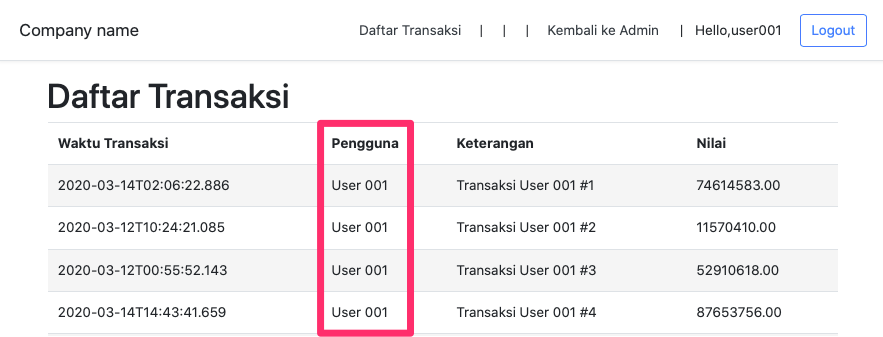 Company name Daftar Transaksi | | | Kembali ke Admin | Hello,user001 Logout
Daftar Transaksi
Waktu Transaksi Pengguna Keterangan Nilai
2020-03-14T02:06:22.886 User 001 Transaksi User 001 #1 74614583.00
2020-03-12T10:24:21.085 User 001 Transaksi User 001 #2 11570410.00
2020-03-12T00:55:52.143 User 001 Transaksi User 001 #3 52910618.00
2020-03-14T14:43:41.659 User 001 Transaksi User 001 #4 87653756.00